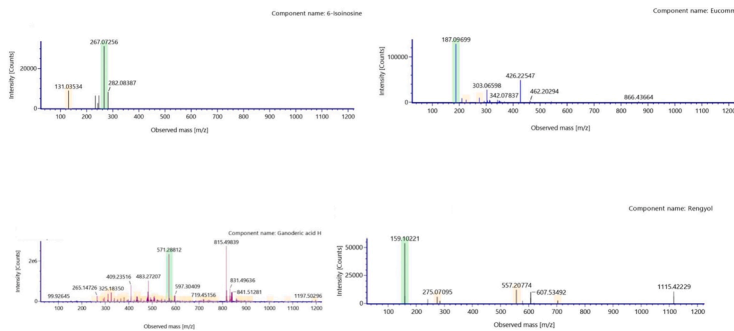 Component name: 6-Isoinosine
267.07256
20000
131.03534
282.08387
0
Intensity [Counts]
100 200 300 400 500 600 700 800 900 1000 1100 1200
Observed mass [m/z]
Component name: Eucomm
187.09699
100000
426.22547
303.06598
342.07837
462.20294
866.43664
0
Intensity [Counts]
100 200 300 400 500 600 700 800 900 1000 1100 1200
Observed mass [m/z]
Component name: Ganoderic acid H
815.49839
571.28812
2e6
409.23516
483.27207
265.14726
325.18350
597.30409
831.49636
841.51281
719.45156
99.92645
1197.50296
0
Intensity [Counts]
100 200 300 400 500 600 700 800 900 1000 1100 1200
Observed mass [m/z]
Component name: Rengyol
159.10221
50000
25000
275.07095
557.20774
607.53492
1115.42229
0
Intensity [Counts]
100 200 300 400 500 600 700 800 900 1000 1100 1200
Observed mass [m/z]